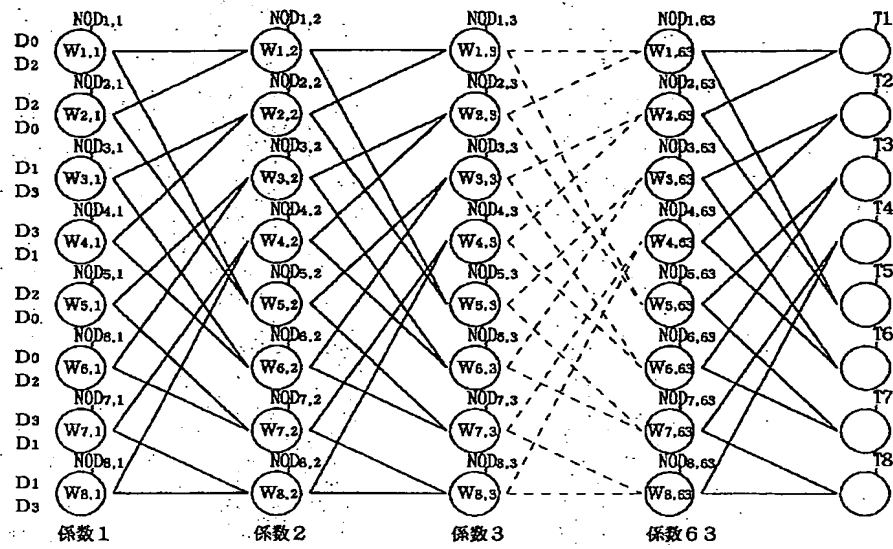 NOD1,1 NOD1,2 NOD1,3 NOD1,63 T1
D0 W1,1 W1,2 W1,3 W1,63
D2
NOD2,1 NOD2,2 NOD2,3 NOD2,63 T2
D2 W2,1 W2,2 W2,3 W2,63
D0
NOD3,1 NOD3,2 NOD3,3 NOD3,63 T3
D1 W3,1 W3,2 W3,3 W3,63
D3
NOD4,1 NOD4,2 NOD4,3 NOD4,63 T4
D3 W4,1 W4,2 W4,3 W4,63
D1
NOD5,1 NOD5,2 NOD5,3 NOD5,63 T5
D2 W5,1 W5,2 W5,3 W5,63
D0
NOD6,1 NOD6,2 NOD6,3 NOD6,63 T6
D0 W6,1 W6,2 W6,3 W6,63
D2
NOD7,1 NOD7,2 NOD7,3 NOD7,63 T7
D3 W7,1 W7,2 W7,3 W7,63
D1
NOD8,1 NOD8,2 NOD8,3 NOD8,63 T8
D1 W8,1 W8,2 W8,3 W8,63
D3
係数1 係数2 係数3 係数63